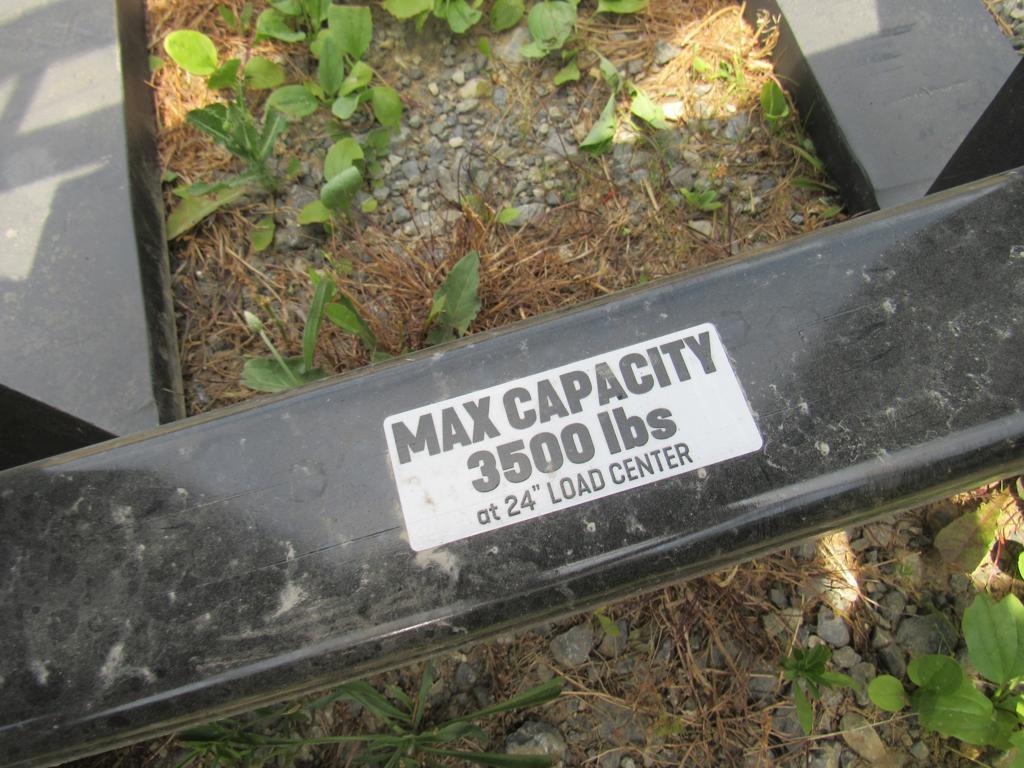 MAX CAPACITY
3500 lbs
at 24" LOAD CENTER